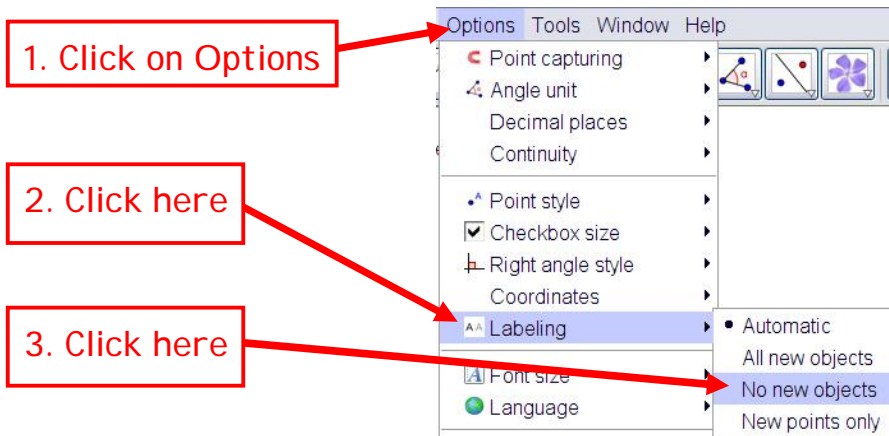 Options Tools Window Help
1. Click on Options
Point capturing
Angle unit
Decimal places
Continuity
2. Click here
Point style
Checkbox size
Right angle style
Coordinates
Labeling
Automatic
All new objects
No new objects
New points only
3. Click here
Font size
Language